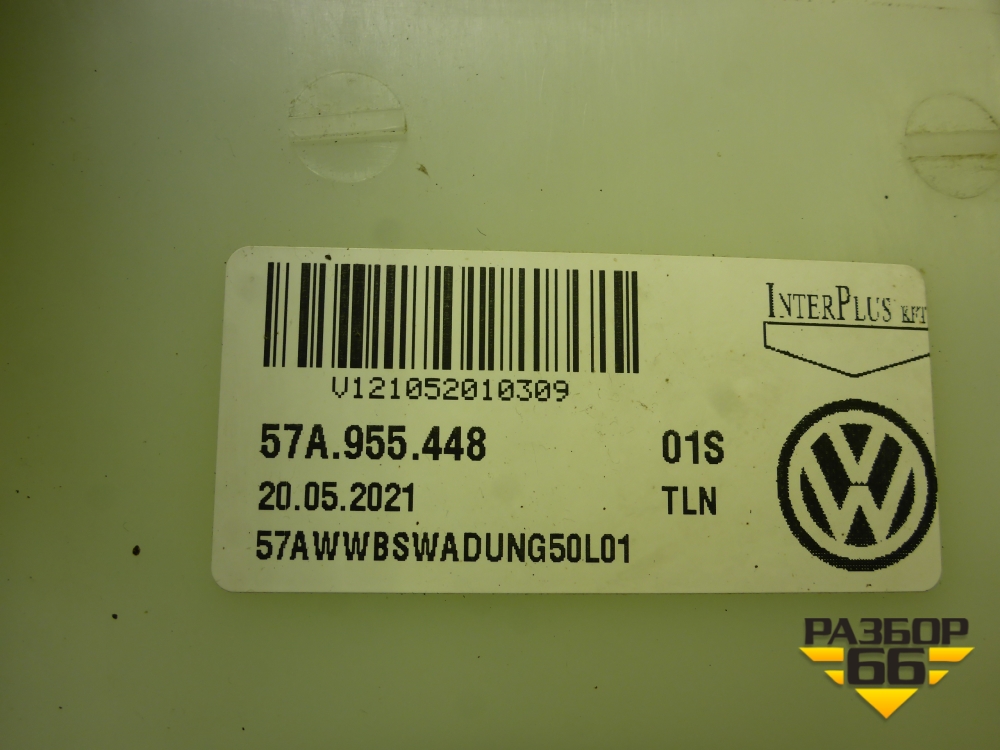 INTERPLUS KFT
V121052010309
57A.955.448 01S
20.05.2021 TLN
57AWWBSWADUNG50L01
РАЗБОР
66